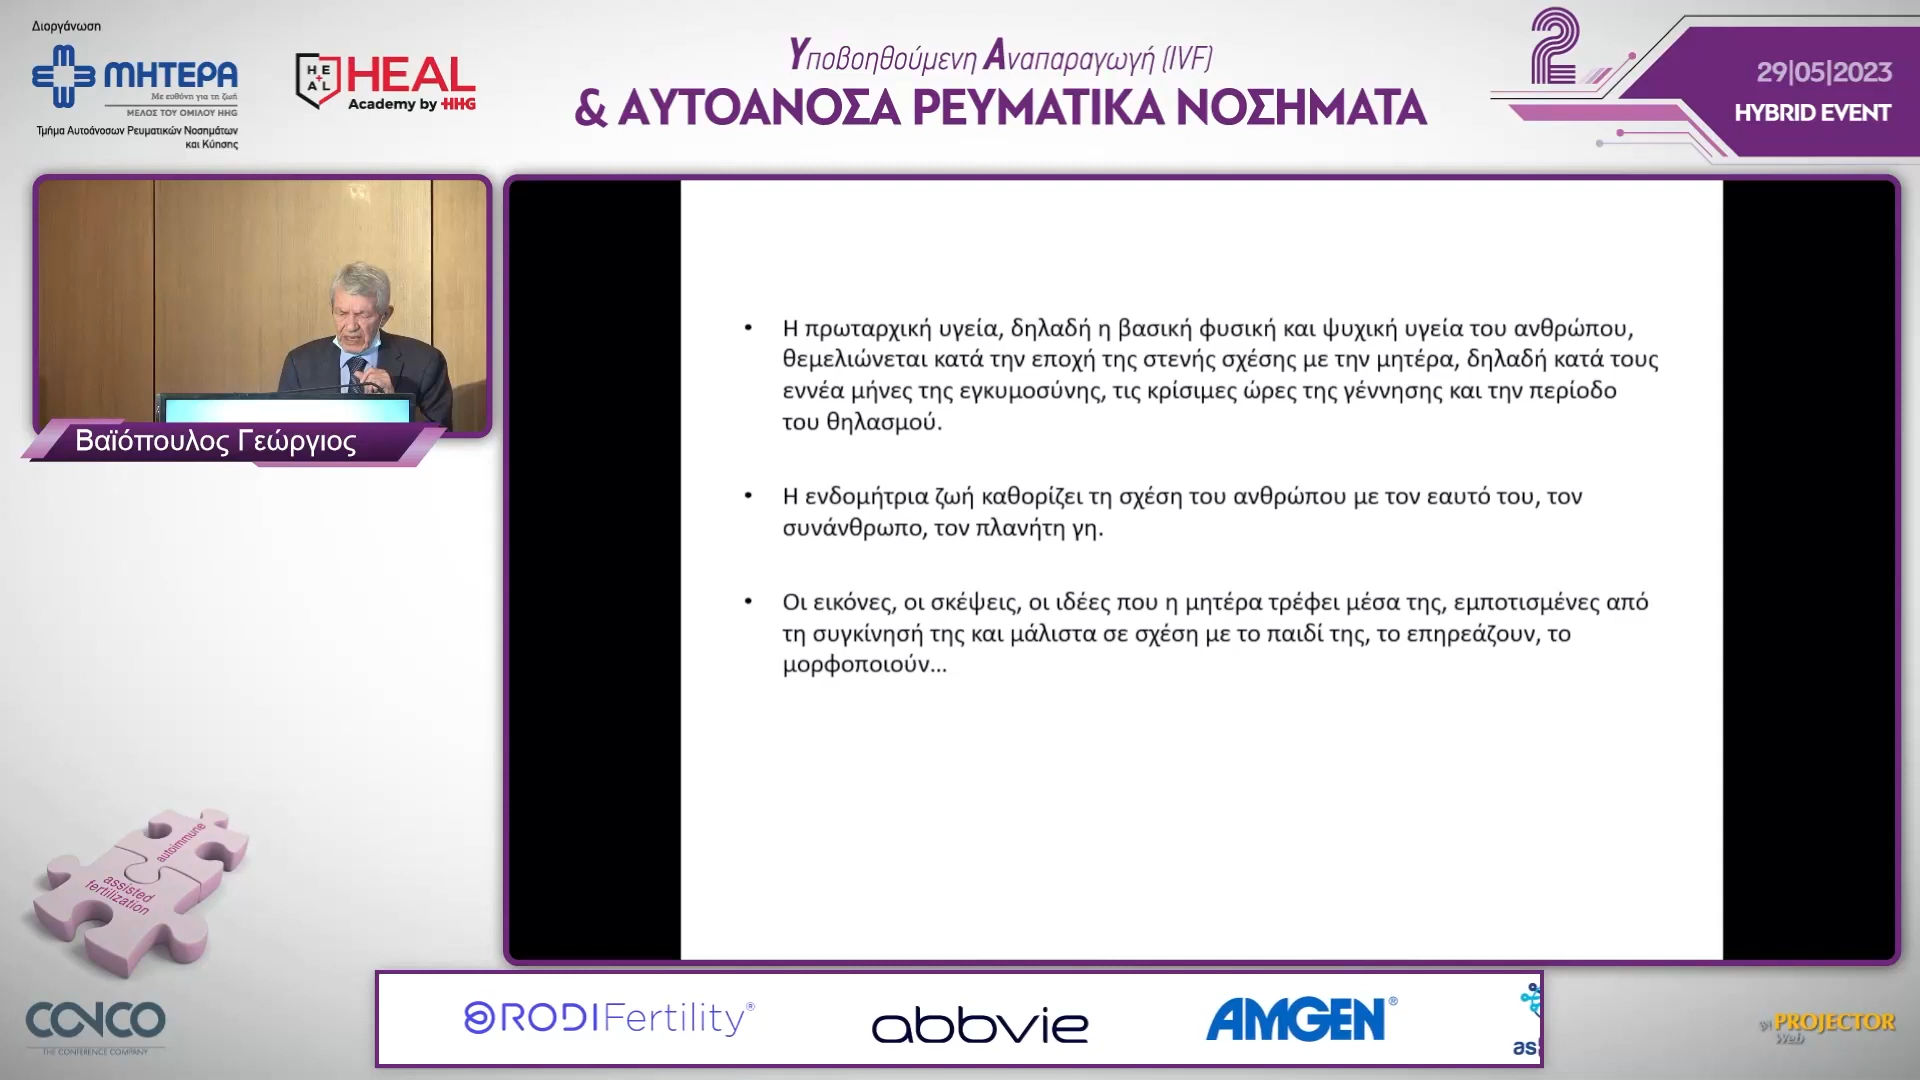 Διοργάνωση
ΜΗΤΕΡΑ
Με ευθύνη για τη ζωή
ΜΕΛΟΣ ΤΟΥ ΟΜΙΛΟΥ HHG
Τμήμα Αυτοάνοσων Ρευματικών Νοσημάτων
και Κύησης
HE
AL
HEAL
Academy by HHG
Υποβοηθούμενη Αναπαραγωγή (IVF)
& ΑΥΤΟΑΝΟΣΑ ΡΕΥΜΑΤΙΚΑ ΝΟΣΗΜΑΤΑ
2
29|05|2023
HYBRID EVENT
Βαϊόπουλος Γεώργιος
• Η πρωταρχική υγεία, δηλαδή η βασική φυσική και ψυχική υγεία του ανθρώπου,
θεμελιώνεται κατά την εποχή της στενής σχέσης με την μητέρα, δηλαδή κατά τους
εννέα μήνες της εγκυμοσύνης, τις κρίσιμες ώρες της γέννησης και την περίοδο
του θηλασμού.
• Η ενδομήτρια ζωή καθορίζει τη σχέση του ανθρώπου με τον εαυτό του, τον
συνάνθρωπο, τον πλανήτη γη.
• Οι εικόνες, οι σκέψεις, οι ιδέες που η μητέρα τρέφει μέσα της, εμποτισμένες από
τη συγκίνησή της και μάλιστα σε σχέση με το παιδί της, το επηρεάζουν, το
μορφοποιούν...
autoimmune
assisted
fertilization
CONCO
THE CONFERENCE COMPANY
RODIFertility®
abbvie
AMGEN®
as
PROJECTOR
Web